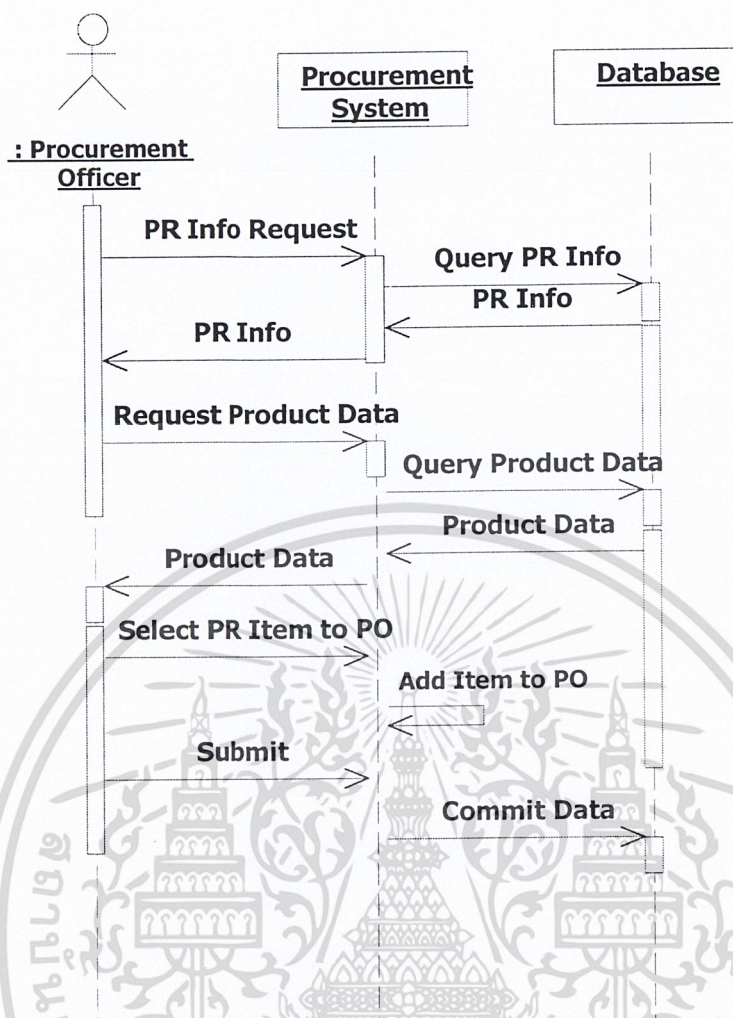 Procurement
System
Database
: Procurement
Officer
PR Info Request
Query PR Info
PR Info
PR Info
Request Product Data
Query Product Data
Product Data
Product Data
Select PR Item to PO
Add Item to PO
Submit
Commit Data